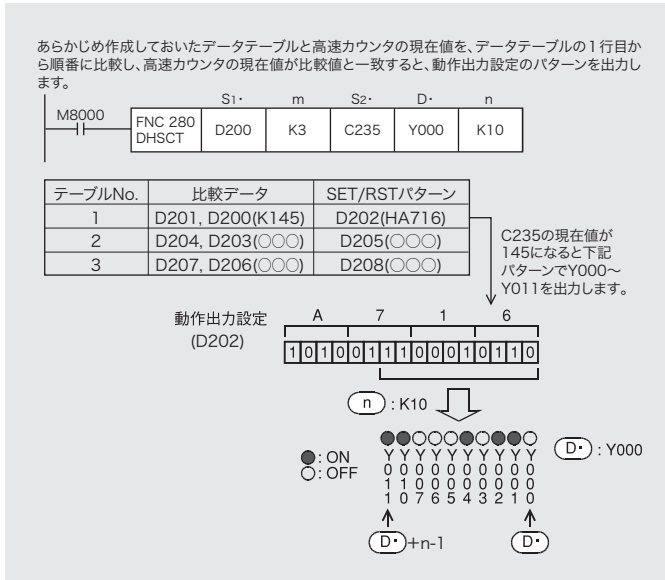 あらかじめ作成しておいたデータテーブルと高速カウンタの現在値を、データテーブルの1行目か
ら順番に比較し、高速カウンタの現在値が比較値と一致すると、動作出力設定のパターンを出力し
ます。
S1・ m S2・ D・ n
M8000
FNC 280
DHSCT D200 K3 C235 Y000 K10
テーブルNo. 比較データ SET/RSTパターン
1 D201, D200(K145) D202(HA716)
2 D204, D203(○○○) D205(○○○)
3 D207, D206(○○○) D208(○○○)
C235の現在値が
145になると下記
パターンでY000〜
Y011を出力します。
動作出力設定
(D202)
A 7 1 6
1 0 1 0 0 1 1 1 0 0 0 1 0 1 1 0
n : K10
●: ON
○: OFF
Y011 Y010 Y007 Y006 Y005 Y004 Y003 Y002 Y001 Y000
D・ : Y000
D・+n-1 D・